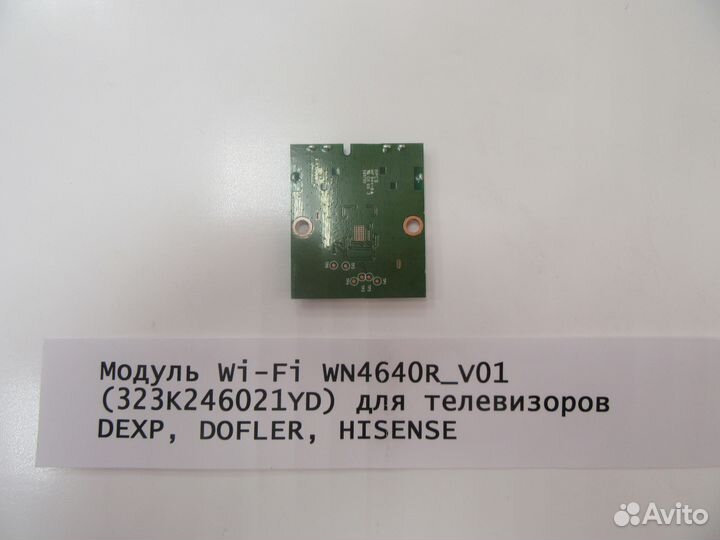 Модуль Wi-Fi WN4640R_V01
(323K246021YD) для телевизоров
DEXP, DOFLER, HISENSE
Avito